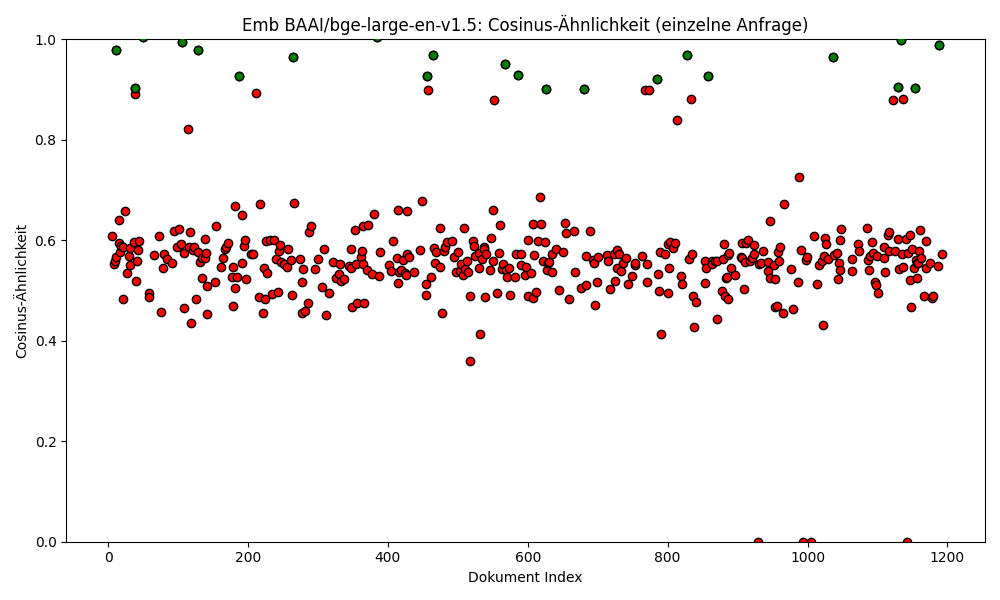 Emb BAAI/bge-large-en-v1.5: Cosinus-Ähnlichkeit (einzelne Anfrage)
1.0
0.8
0.6
0.4
0.2
0.0
Cosinus-Ähnlichkeit
0 200 400 600 800 1000 1200
Dokument Index